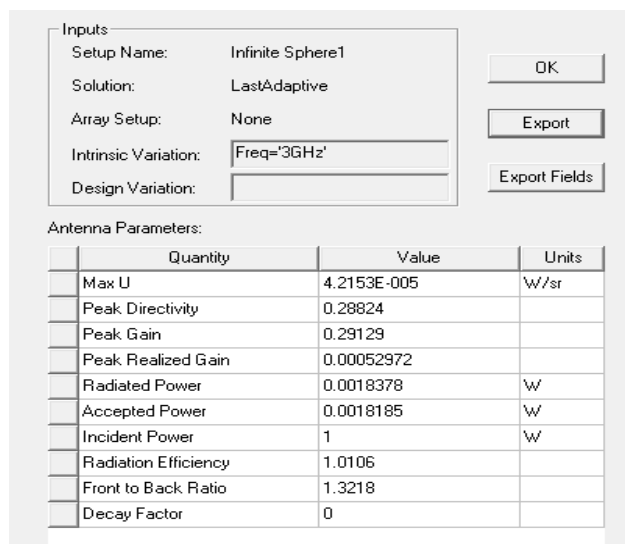 Inputs
Setup Name: Infinite Sphere1
OK
Solution: LastAdaptive
Array Setup: None
Export
Intrinsic Variation: Freq='3GHz'
Export Fields
Design Variation:
Antenna Parameters:
Quantity Value Units
Max U 4.2153E-005 W/sr
Peak Directivity 0.28824
Peak Gain 0.29129
Peak Realized Gain 0.00052972
Radiated Power 0.0018378 W
Accepted Power 0.0018185 W
Incident Power 1 W
Radiation Efficiency 1.0106
Front to Back Ratio 1.3218
Decay Factor 0